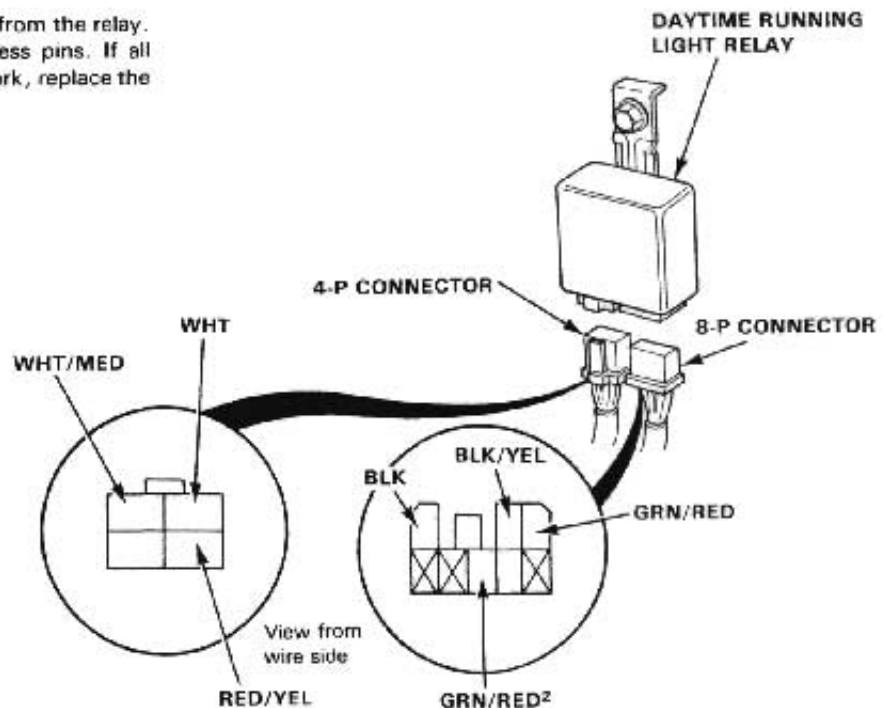 from the relay.
ess pins. If all
rk, replace the
DAYTIME RUNNING
LIGHT RELAY
4-P CONNECTOR
8-P CONNECTOR
WHT
WHT/MED
BLK/YEL
BLK
GRN/RED
View from
wire side
RED/YEL
GRN/RED²